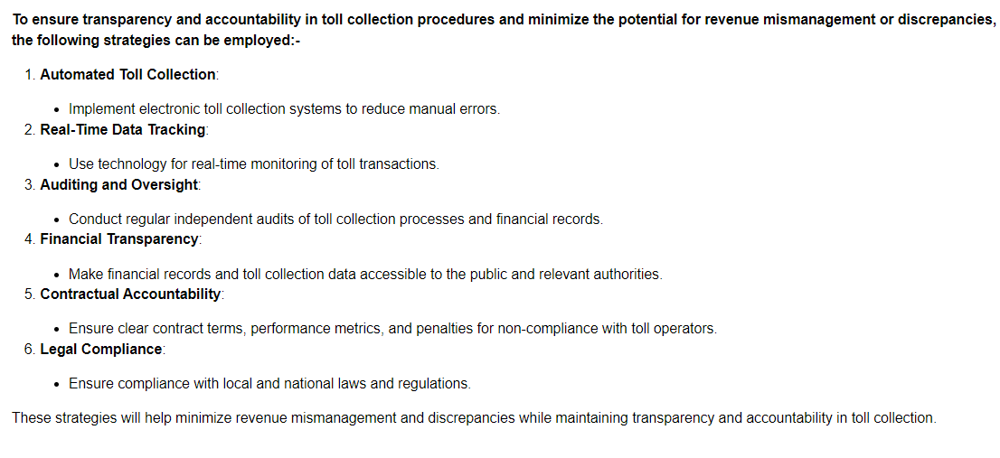 To ensure transparency and accountability in toll collection procedures and minimize the potential for revenue mismanagement or discrepancies,
the following strategies can be employed:-
1. Automated Toll Collection:
• Implement electronic toll collection systems to reduce manual errors.
2. Real-Time Data Tracking:
• Use technology for real-time monitoring of toll transactions.
3. Auditing and Oversight:
• Conduct regular independent audits of toll collection processes and financial records.
4. Financial Transparency:
• Make financial records and toll collection data accessible to the public and relevant authorities.
5. Contractual Accountability:
• Ensure clear contract terms, performance metrics, and penalties for non-compliance with toll operators.
6. Legal Compliance:
• Ensure compliance with local and national laws and regulations.
These strategies will help minimize revenue mismanagement and discrepancies while maintaining transparency and accountability in toll collection.